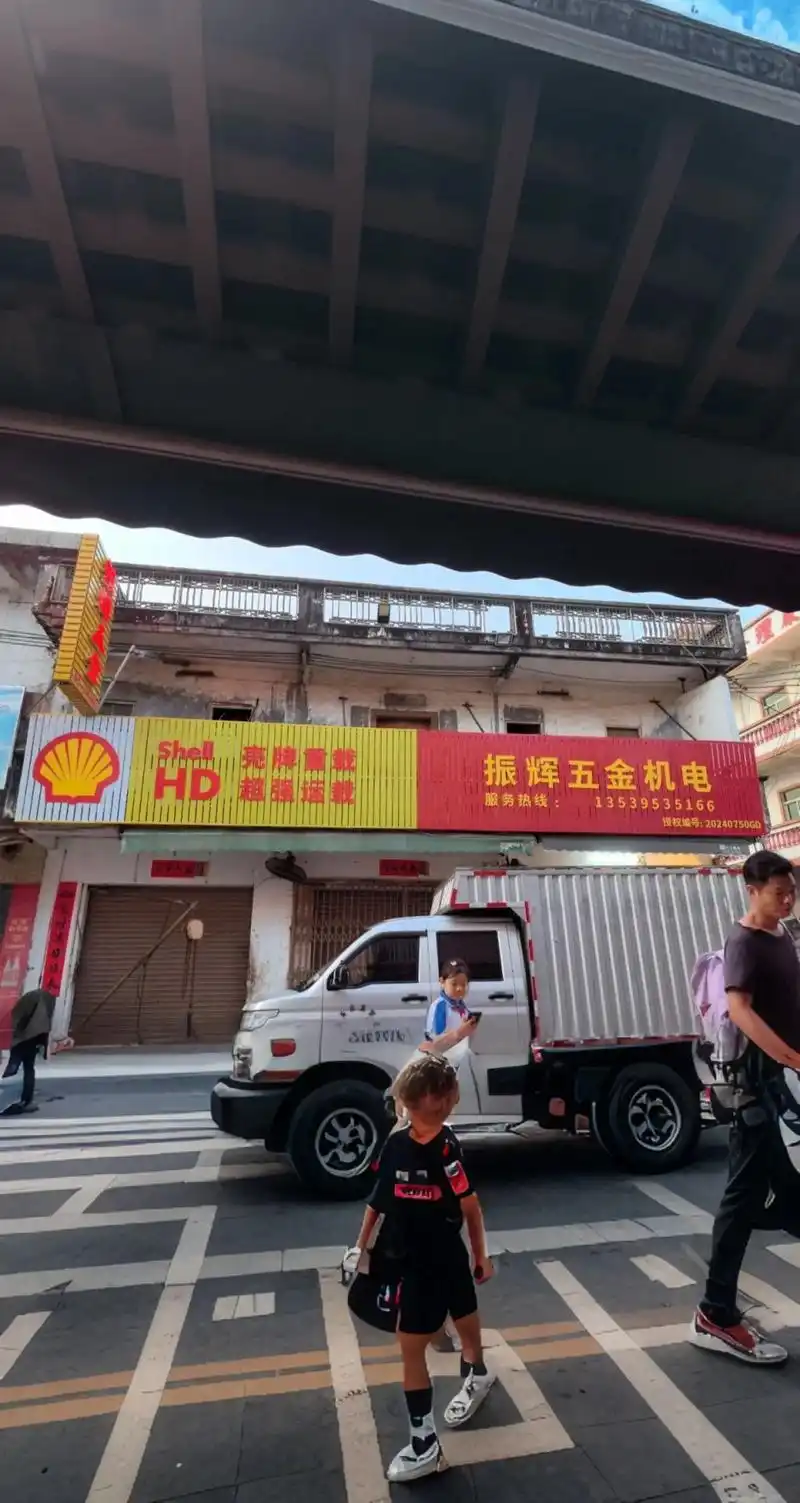 Shell
HD
壳牌重载
超强运载
振辉五金机电
服务热线： 13539535166
授权编号: 20240750GD